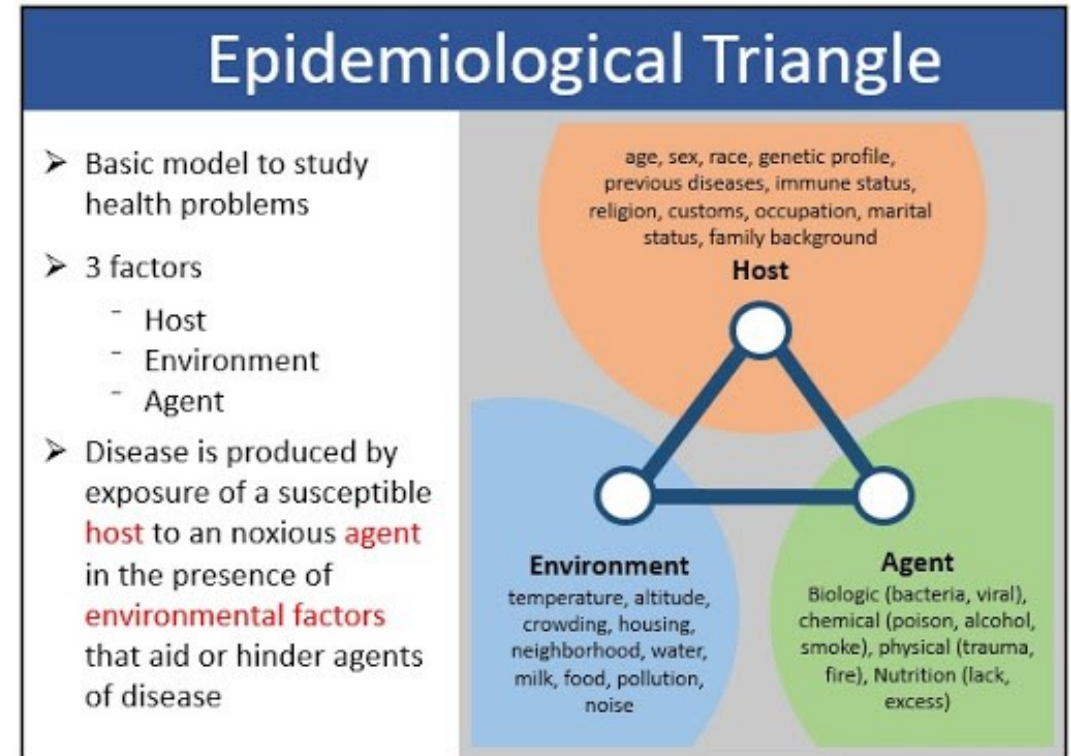 Epidemiological Triangle
➤ Basic model to study
health problems
➤ 3 factors
- Host
- Environment
- Agent
➤ Disease is produced by
exposure of a susceptible
host to an noxious agent
in the presence of
environmental factors
that aid or hinder agents
of disease
age, sex, race, genetic profile,
previous diseases, immune status,
religion, customs, occupation, marital
status, family background
Host
Environment
temperature, altitude,
crowding, housing,
neighborhood, water,
milk, food, pollution,
noise
Agent
Biologic (bacteria, viral),
chemical (poison, alcohol,
smoke), physical (trauma,
fire), Nutrition (lack,
excess)